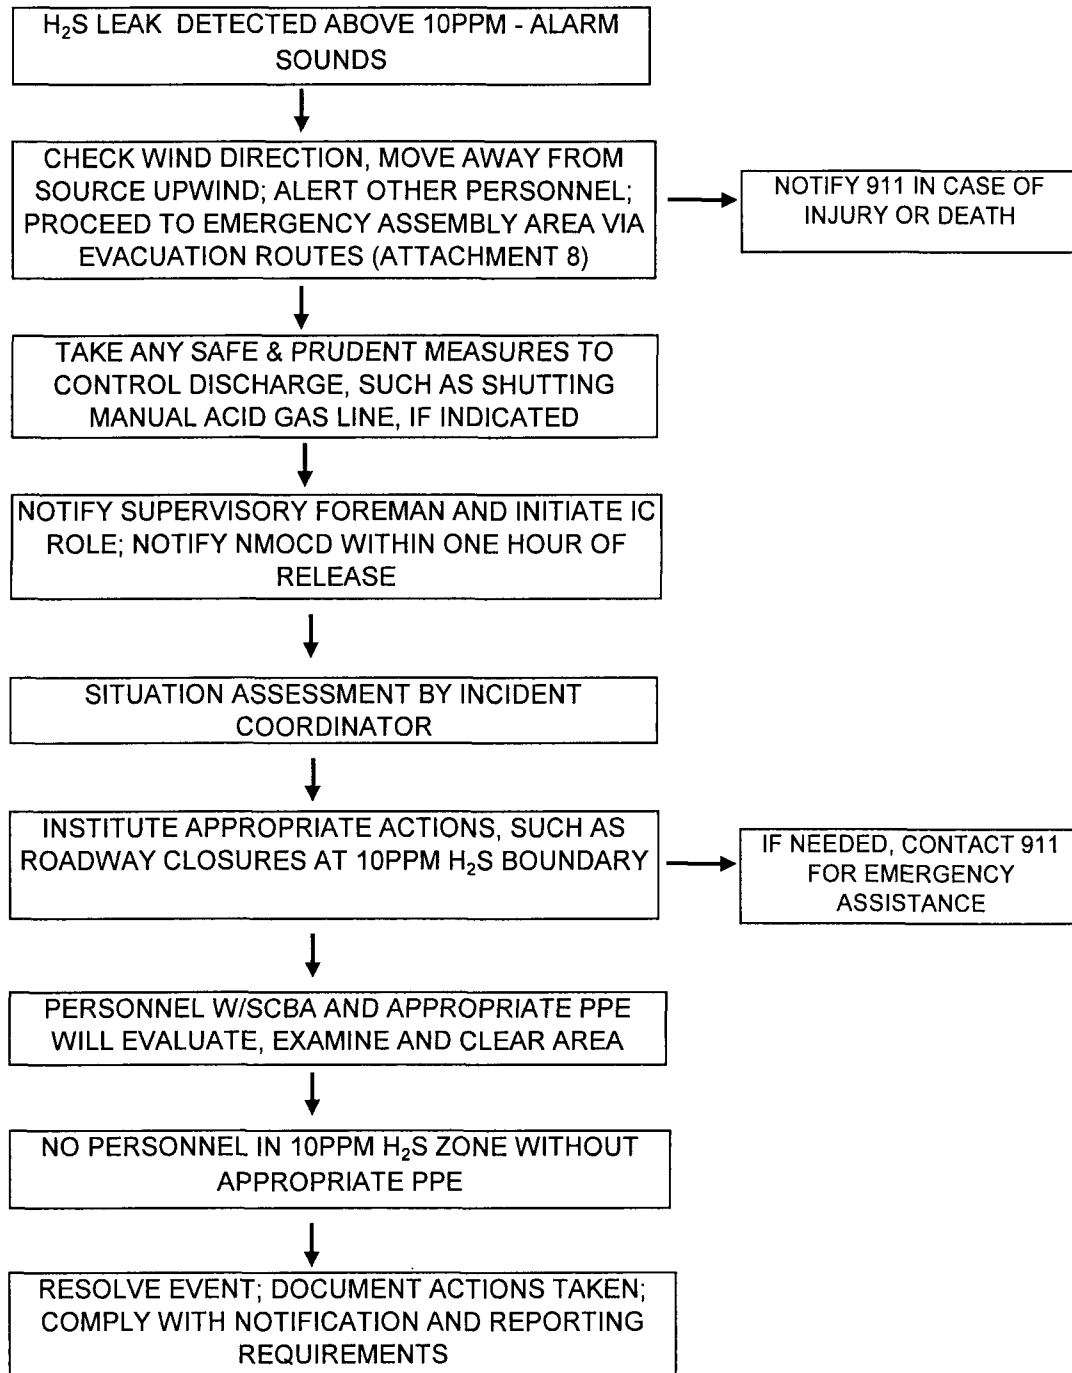 H₂S LEAK DETECTED ABOVE 10PPM - ALARM
SOUNDS
CHECK WIND DIRECTION, MOVE AWAY FROM
SOURCE UPWIND; ALERT OTHER PERSONNEL;
PROCEED TO EMERGENCY ASSEMBLY AREA VIA
EVACUATION ROUTES (ATTACHMENT 8)
NOTIFY 911 IN CASE OF
INJURY OR DEATH
TAKE ANY SAFE & PRUDENT MEASURES TO
CONTROL DISCHARGE, SUCH AS SHUTTING
MANUAL ACID GAS LINE, IF INDICATED
NOTIFY SUPERVISORY FOREMAN AND INITIATE IC
ROLE; NOTIFY NMOCD WITHIN ONE HOUR OF
RELEASE
SITUATION ASSESSMENT BY INCIDENT
COORDINATOR
INSTITUTE APPROPRIATE ACTIONS, SUCH AS
ROADWAY CLOSURES AT 10PPM H₂S BOUNDARY
IF NEEDED, CONTACT 911
FOR EMERGENCY
ASSISTANCE
PERSONNEL W/SCBA AND APPROPRIATE PPE
WILL EVALUATE, EXAMINE AND CLEAR AREA
NO PERSONNEL IN 10PPM H₂S ZONE WITHOUT
APPROPRIATE PPE
RESOLVE EVENT; DOCUMENT ACTIONS TAKEN;
COMPLY WITH NOTIFICATION AND REPORTING
REQUIREMENTS